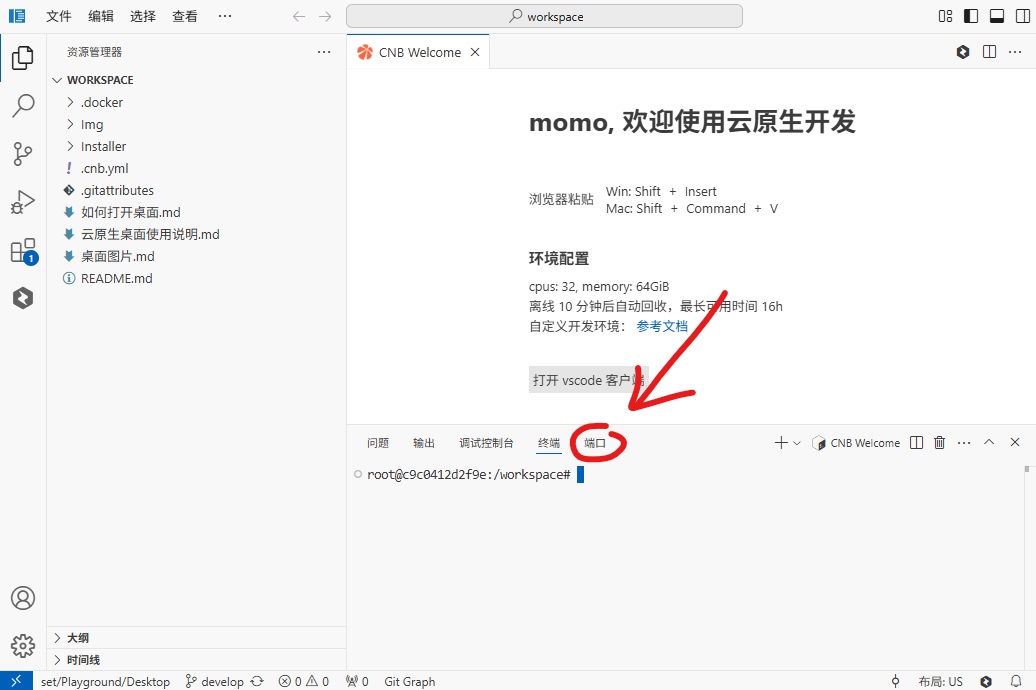 文件 编辑 选择 查看 ··· workspace
资源管理器 ···
CNB Welcome
WORKSPACE
.docker
Img
Installer
.cnb.yml
.gitattributes
如何打开桌面.md
云原生桌面使用说明.md
桌面图片.md
README.md
1
momo, 欢迎使用云原生开发
浏览器粘贴
Win: Shift + Insert
Mac: Shift + Command + V
环境配置
cpus: 32, memory: 64GiB
离线 10 分钟后自动回收，最长可用时间 16h
自定义开发环境： 参考文档
打开 vscode 客户端
问题 输出 调试控制台 终端 端口 CNB Welcome
root@c9c0412d2f9e:/workspace#
大纲
时间线
set/Playground/Desktop develop 0 0 0 Git Graph 布局: US